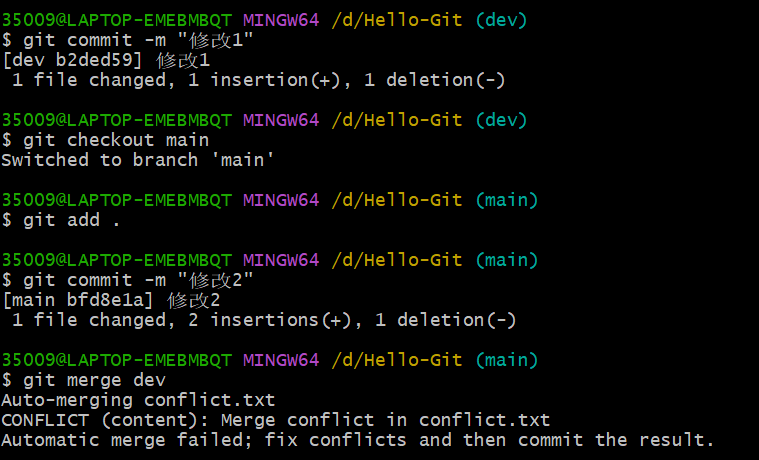 35009@LAPTOP-EMEBMBQT MINGW64 /d/Hello-Git (dev)
$ git commit -m "修改1"
[dev b2ded59] 修改1
 1 file changed, 1 insertion(+), 1 deletion(-)
35009@LAPTOP-EMEBMBQT MINGW64 /d/Hello-Git (dev)
$ git checkout main
Switched to branch 'main'
35009@LAPTOP-EMEBMBQT MINGW64 /d/Hello-Git (main)
$ git add .
35009@LAPTOP-EMEBMBQT MINGW64 /d/Hello-Git (main)
$ git commit -m "修改2"
[main bfd8e1a] 修改2
 1 file changed, 2 insertions(+), 1 deletion(-)
35009@LAPTOP-EMEBMBQT MINGW64 /d/Hello-Git (main)
$ git merge dev
Auto-merging conflict.txt
CONFLICT (content): Merge conflict in conflict.txt
Automatic merge failed; fix conflicts and then commit the result.